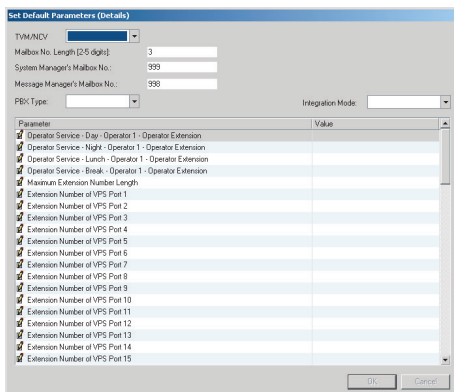 Set Default Parameters (Details)
TVM/NCV
Mailbox No. Length [2-5 digits]: 3
System Manager's Mailbox No.: 999
Message Manager's Mailbox No.: 998
PBX Type: Integration Mode:
Parameter Value
Operator Service - Day - Operator 1 - Operator Extension
Operator Service - Night - Operator 1 - Operator Extension
Operator Service - Lunch - Operator 1 - Operator Extension
Operator Service - Break - Operator 1 - Operator Extension
Maximum Extension Number Length
Extension Number of VPS Port 1
Extension Number of VPS Port 2
Extension Number of VPS Port 3
Extension Number of VPS Port 4
Extension Number of VPS Port 5
Extension Number of VPS Port 6
Extension Number of VPS Port 7
Extension Number of VPS Port 8
Extension Number of VPS Port 9
Extension Number of VPS Port 10
Extension Number of VPS Port 11
Extension Number of VPS Port 12
Extension Number of VPS Port 13
Extension Number of VPS Port 14
Extension Number of VPS Port 15
OK Cancel